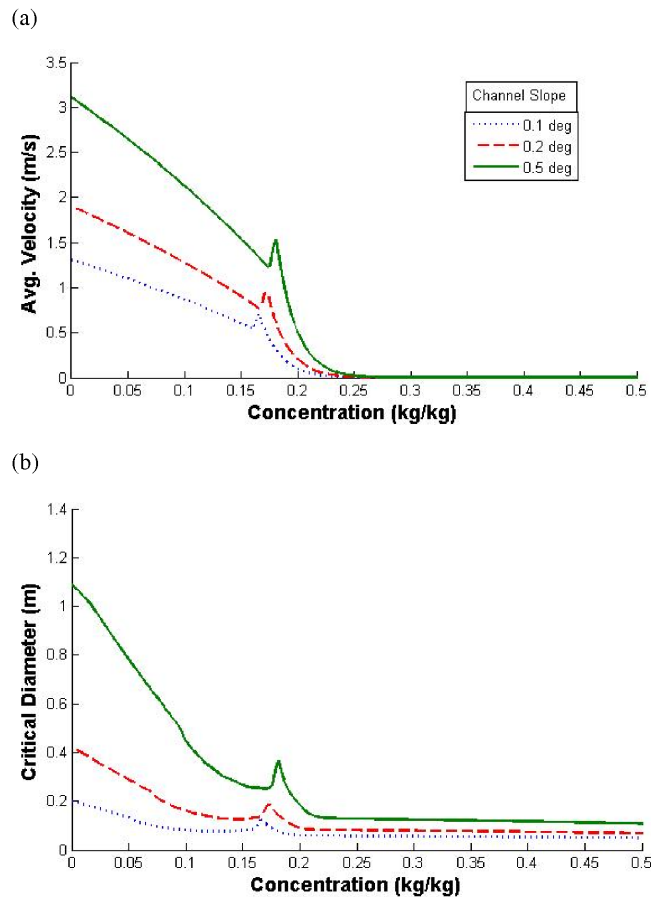 (a)
3.5
3
2.5
2
1.5
1
0.5
0
Avg. Velocity (m/s)
Channel Slope
0.1 deg
0.2 deg
0.5 deg
0 0.05 0.1 0.15 0.2 0.25 0.3 0.35 0.4 0.45 0.5
Concentration (kg/kg)
(b)
1.4
1.2
1
0.8
0.6
0.4
0.2
0
Critical Diameter (m)
0 0.05 0.1 0.15 0.2 0.25 0.3 0.35 0.4 0.45 0.5
Concentration (kg/kg)